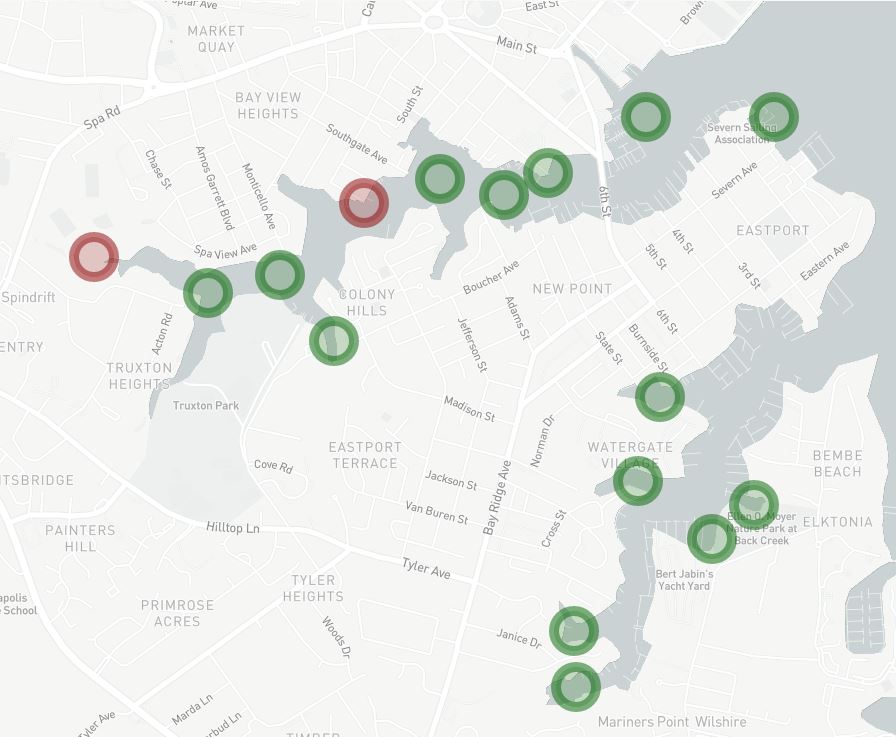 East St
MARKET
QUAY
Main St
BAY VIEW
HEIGHTS
South St
Spa Rd
Southgate Ave
Severn Sailing
Association
Chase St
Amos Garrett Blvd
Monticello Ave
Severn Ave
6th St
EASTPORT
4th St
5th St
Spa View Ave
Eastern Ave
3rd St
Boucher Ave
Spindrift
COLONY
HILLS
NEW POINT
Adams St
6th St
Acton Rd
Jefferson St
State St
Burnside St
ENTRY
TRUXTON
HEIGHTS
Truxton Park
Madison St
Norman Dr
EASTPORT
TERRACE
WATERGATE
VILLAGE
BEMBE
BEACH
Cove Rd
Jackson St
ITSBRIDGE
Bay Ridge Ave
Van Buren St
Cross St
Ellen O. Moyer
Nature Park at
Back Creek
ELKTONIA
PAINTERS
HILL
Hilltop Ln
Tyler Ave
Bert Jabin's
Yacht Yard
TYLER
HEIGHTS
apolis
e School
PRIMROSE
ACRES
Woods Dr
Janice Dr
Marda Ln
Tyler Ave
rbud Ln
Mariners Point Wilshire
TIMBER